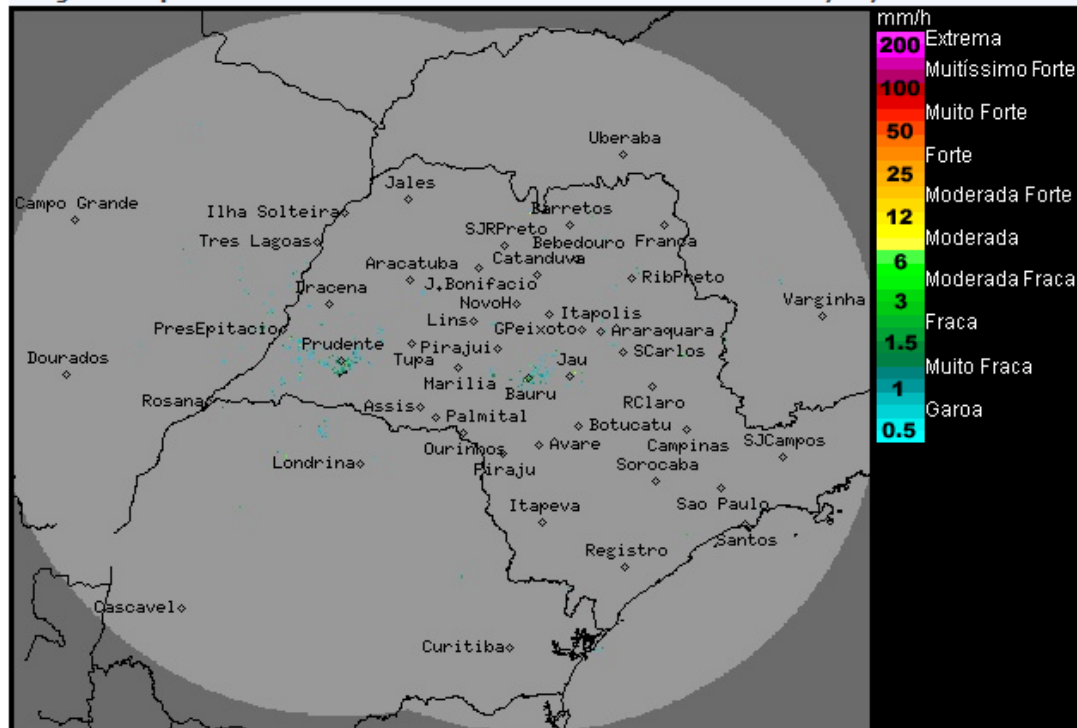 mm/h
200
Extrema
Muitíssimo Forte
100
Muito Forte
50
Forte
25
Moderada Forte
12
Moderada
6
Moderada Fraca
3
Fraca
1.5
Muito Fraca
1
Garoa
0.5
Uberaba
Jales
Campo Grande
Ilha Solteira
Barretos
Tres Lagoas
SJRPreto
Bebedouro
Franca
Aracatuba
Catanduva
Dracena
J.Bonifacio
RibPreto
NovoH
Varginha
Itapolis
PresEpitacio
Lins
GPeixoto
Araraquara
Prudente
Dourados
Tupa
Pirajui
SCarlos
Jau
Marilia
Bauru
Rosana
Assis
RClaro
Palmital
Botucatu
Ourinhos
Avare
Campinas
SJCampos
Londrina
Piraju
Sorocaba
Itapeva
Sao Paulo
Santos
Registro
Cascavel
Curitiba